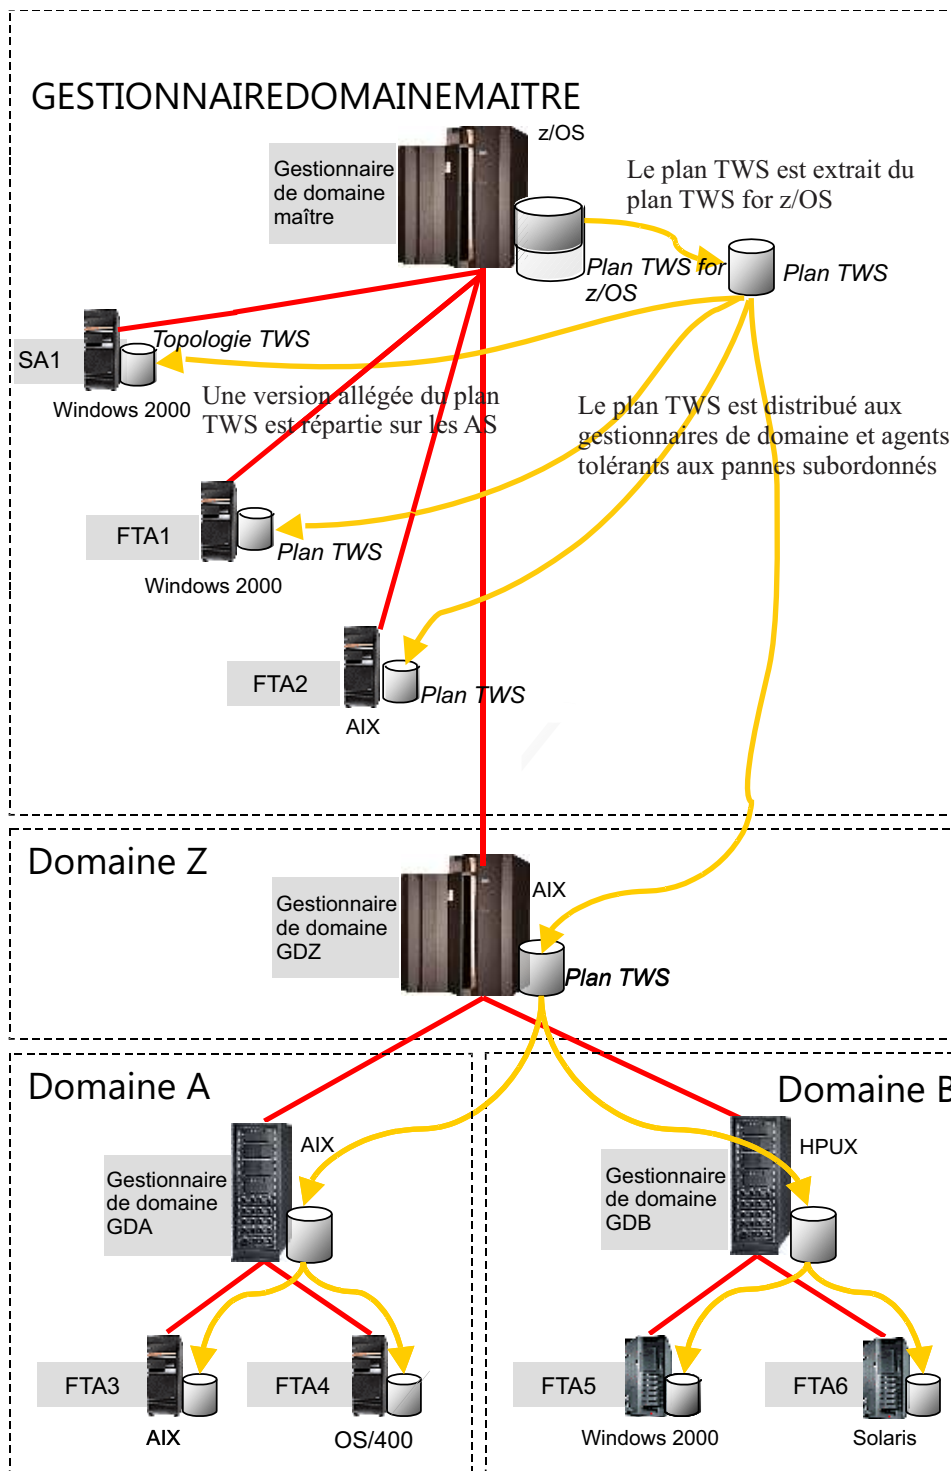 GESTIONNAIREDOMAINEMAITRE
z/OS
Gestionnaire
de domaine
maître
Le plan TWS est extrait du
plan TWS for z/OS
Plan TWS for
z/OS
Plan TWS
Topologie TWS
SA1
Windows 2000
Une version allégée du plan
TWS est répartie sur les AS
Le plan TWS est distribué aux
gestionnaires de domaine et agents
tolérants aux pannes subordonnés
FTA1
Plan TWS
Windows 2000
FTA2
Plan TWS
AIX
Domaine Z
AIX
Gestionnaire
de domaine
GDZ
Plan TWS
Domaine A
AIX
Gestionnaire
de domaine
GDA
FTA3
AIX
FTA4
OS/400
Domaine B
HPUX
Gestionnaire
de domaine
GDB
FTA5
Windows 2000
FTA6
Solaris